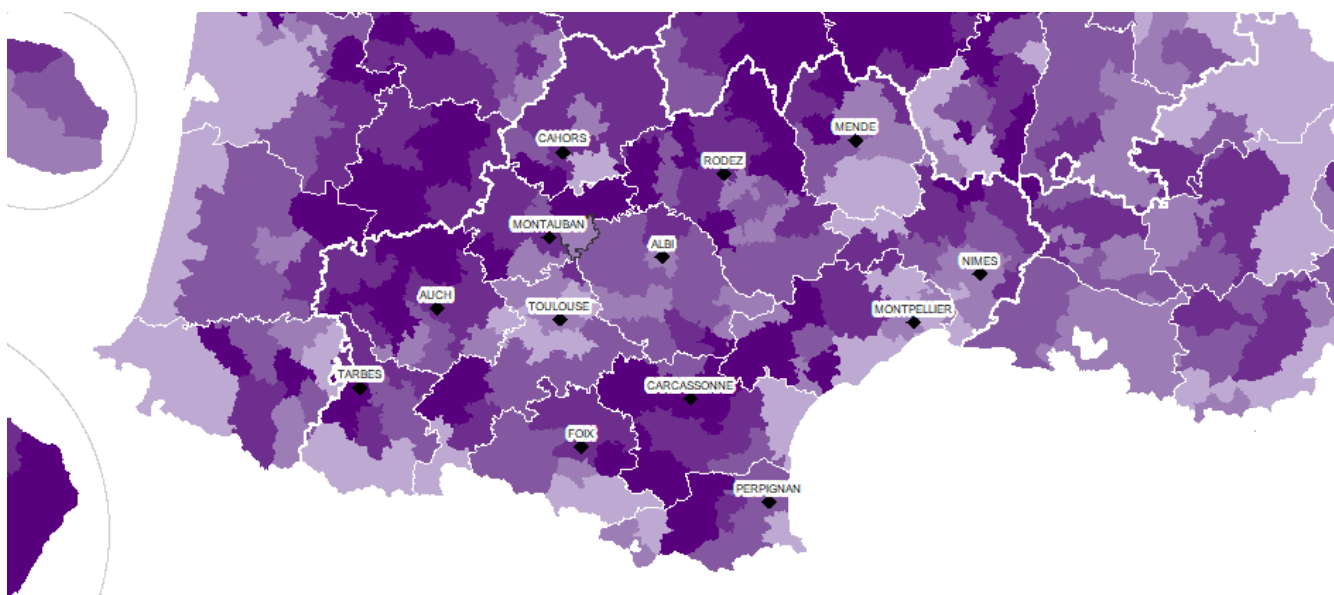 MENDE
CAHORS
RODEZ
MONTAUBAN
ALBI
NIMES
AUCH
TOULOUSE
MONTPELLIER
TARBES
CARCASSONNE
FOIX
PERPIGNAN